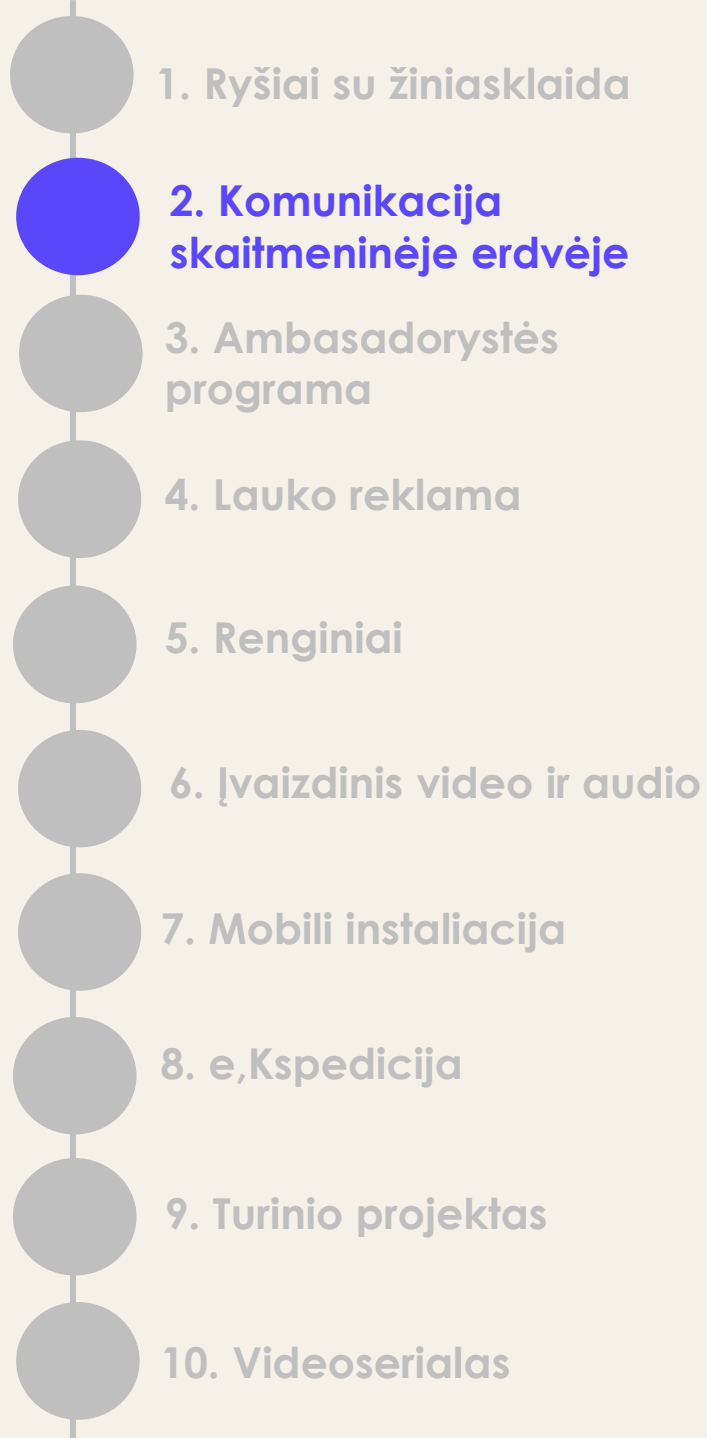 1. Ryšiai su žiniasklaida
2. Komunikacija
skaitmeninėje erdvėje
3. Ambasadorystės
programa
4. Lauko reklama
5. Renginiai
6. Įvaizdinis video ir audio
7. Mobili instaliacija
8. e,Kspedicija
9. Turinio projektas
10. Videoserialas